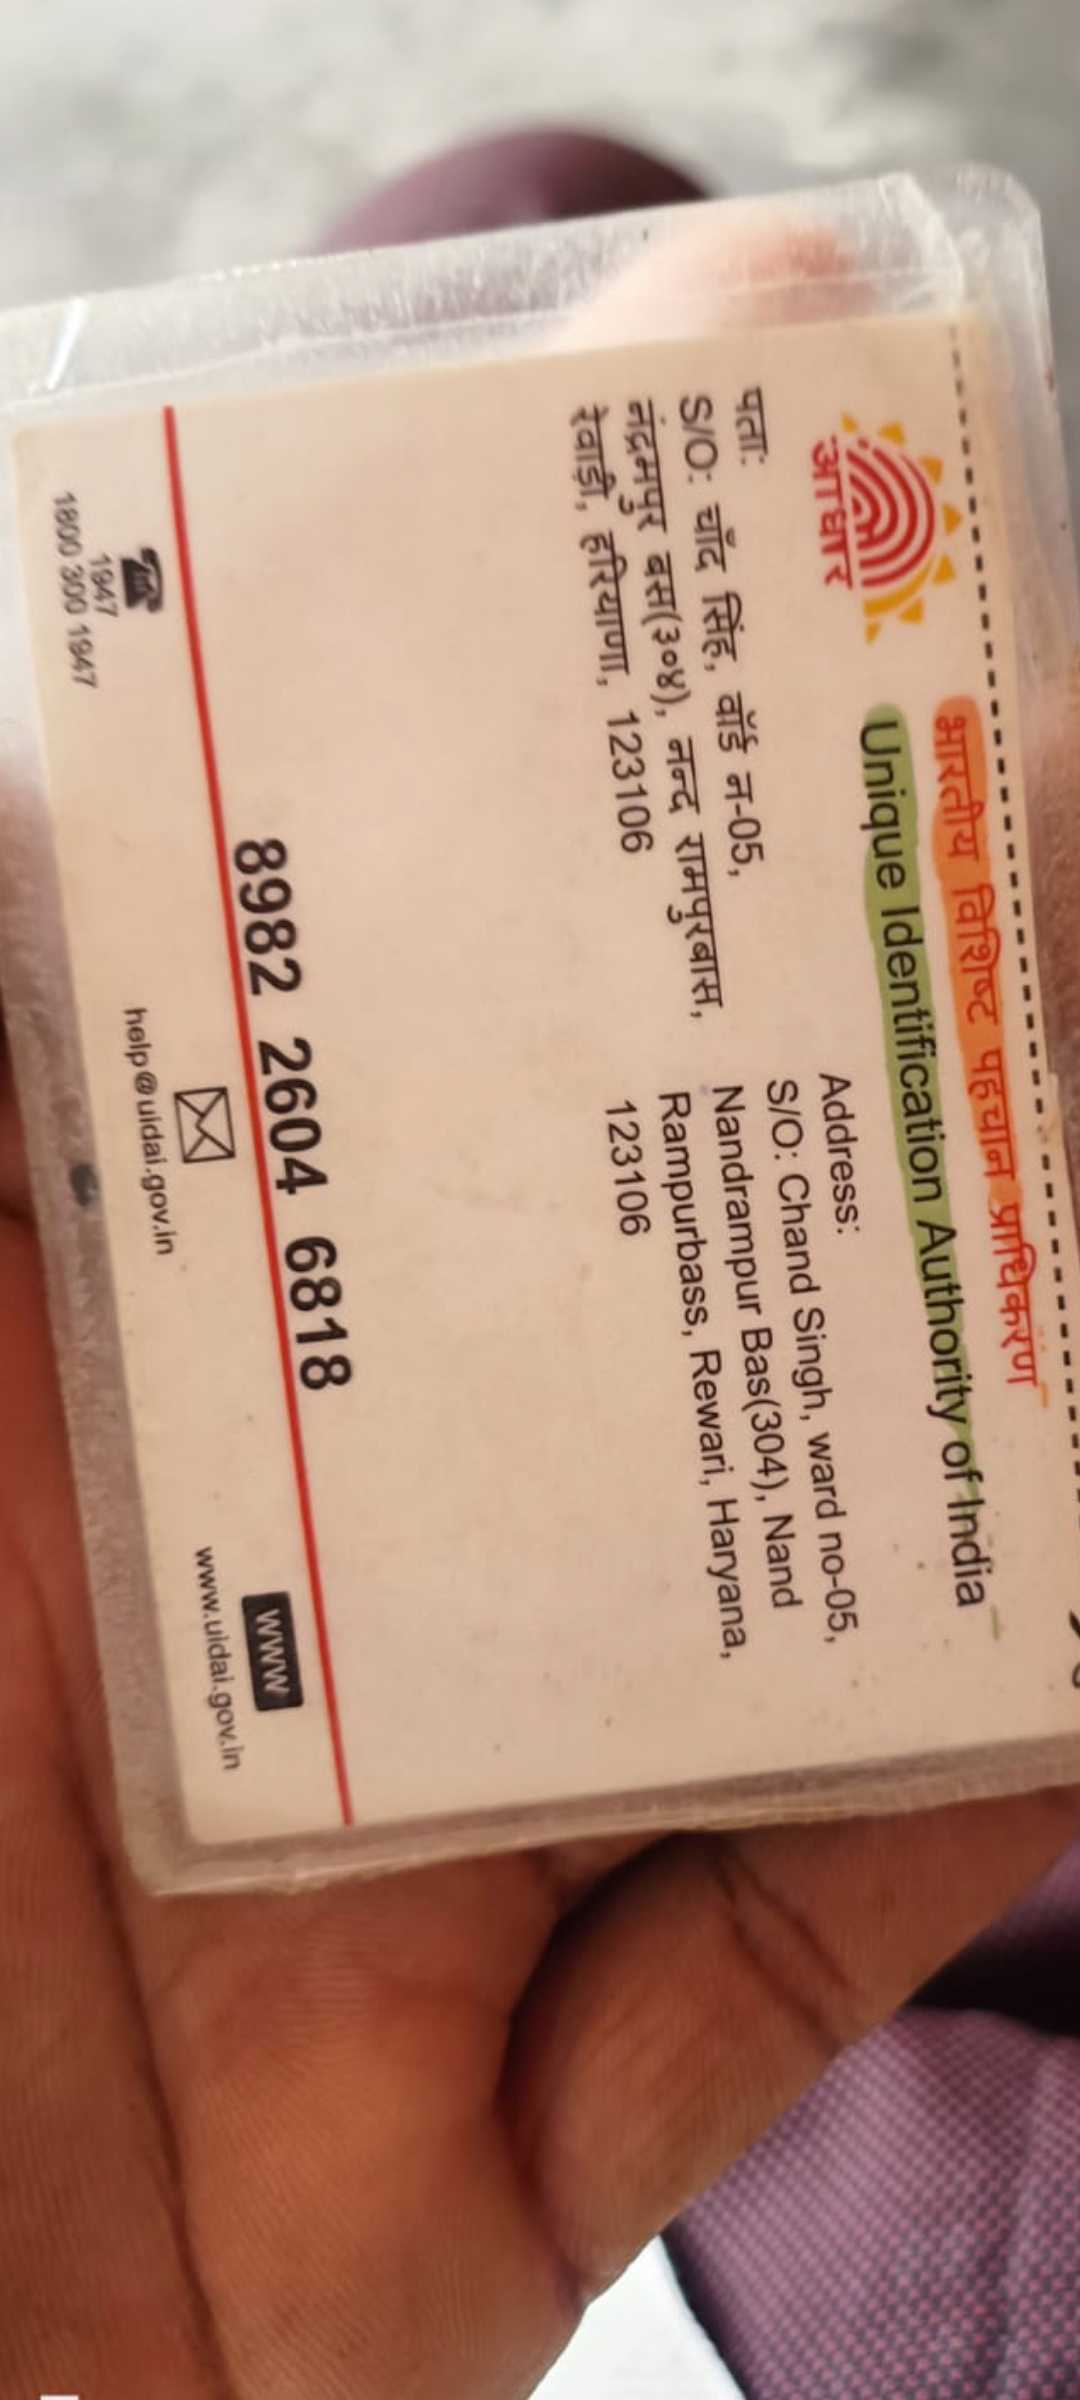 भारतीय विशिष्ट पहचान प्राधिकरण
Unique Identification Authority of India
आधार
पता:
S/O: चाँद सिंह, वॉर्ड न-05,
नंद्रमपुर बस(३०४), नन्द रामपुरबास,
रेवाड़ी, हरियाणा, 123106
Address:
S/O: Chand Singh, ward no-05,
Nandrampur Bas(304), Nand
Rampurbass, Rewari, Haryana,
123106
8982 2604 6818
1947
1800 300 1947
help@uidai.gov.in
WWW
www.uidai.gov.in